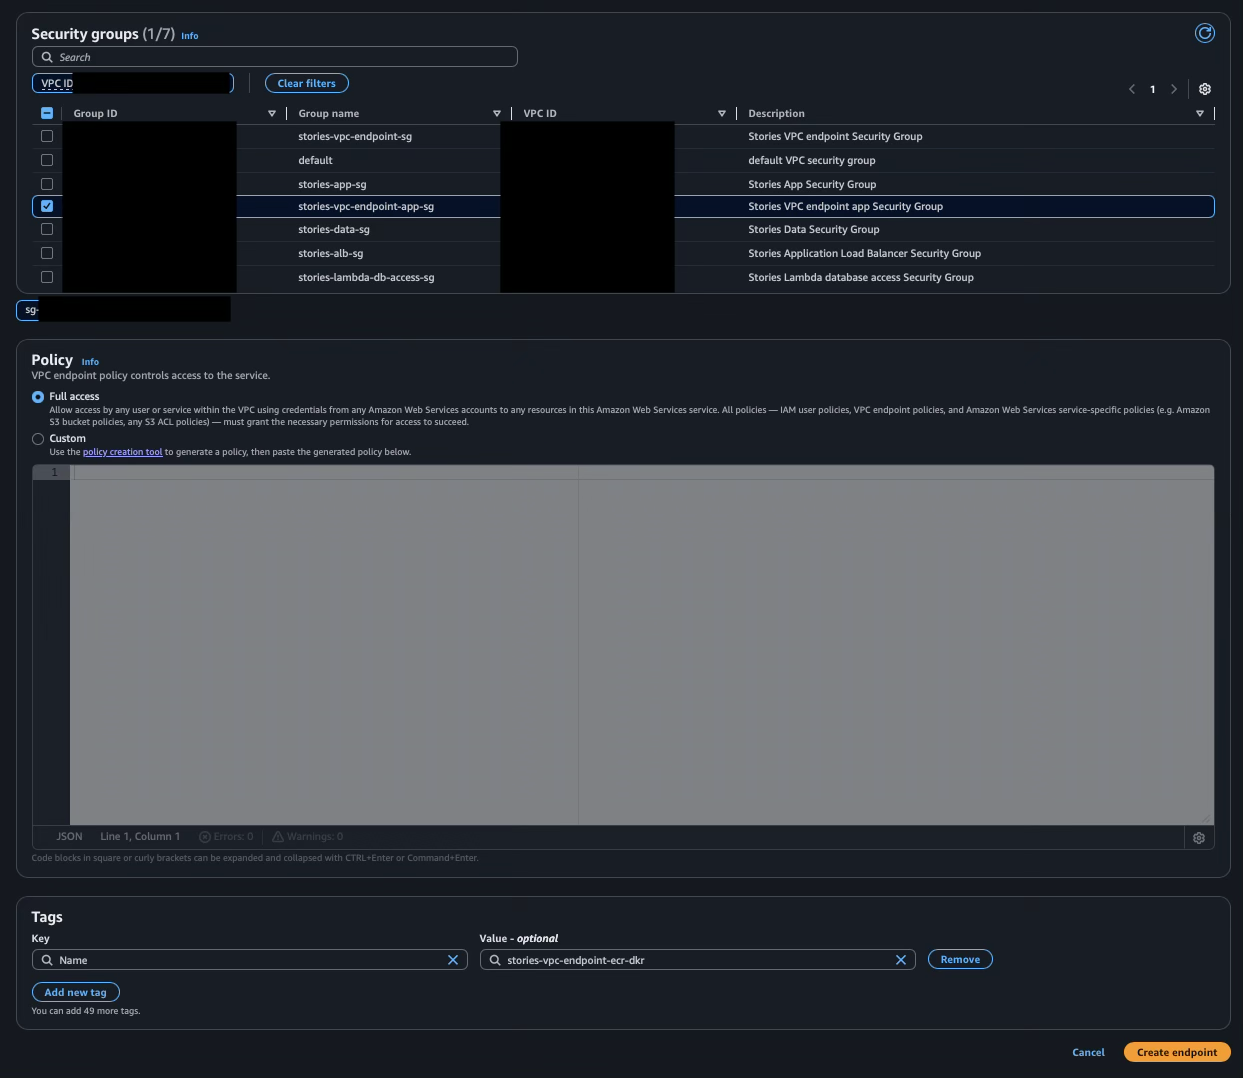 Security groups (1/7) Info
Search
VPC ID
Clear filters
1
Group ID Group name VPC ID Description
stories-vpc-endpoint-sg Stories VPC endpoint Security Group
default default VPC security group
stories-app-sg Stories App Security Group
stories-vpc-endpoint-app-sg Stories VPC endpoint app Security Group
stories-data-sg Stories Data Security Group
stories-alb-sg Stories Application Load Balancer Security Group
stories-lambda-db-access-sg Stories Lambda database access Security Group
sg-
Policy Info
VPC endpoint policy controls access to the service.
Full access
Allow access by any user or service within the VPC using credentials from any Amazon Web Services accounts to any resources in this Amazon Web Services service. All policies — IAM user policies, VPC endpoint policies, and Amazon Web Services service-specific policies (e.g. Amazon
S3 bucket policies, any S3 ACL policies) — must grant the necessary permissions for access to succeed.
Custom
Use the policy creation tool to generate a policy, then paste the generated policy below.
1
JSON Line 1, Column 1 Errors: 0 Warnings: 0
Code blocks in square or curly brackets can be expanded and collapsed with CTRL+Enter or Command+Enter.
Tags
Key Value - optional
Name stories-vpc-endpoint-ecr-dkr Remove
Add new tag
You can add 49 more tags.
Cancel Create endpoint